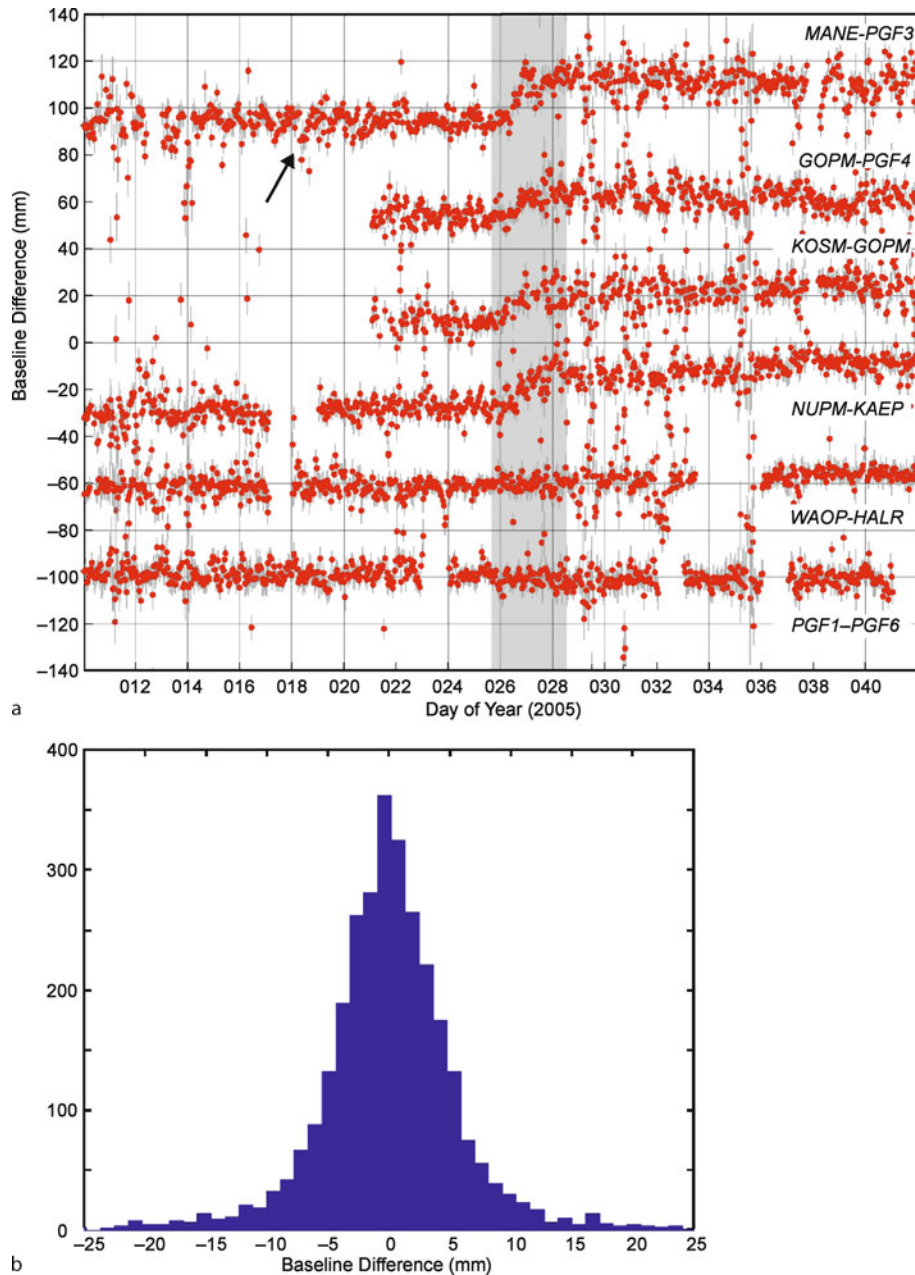 140
120
100
80
60
40
20
0
−20
−40
−60
−80
−100
−120
−140
Baseline Difference (mm)
MANE-PGF3
GOPM-PGF4
KOSM-GOPM
NUPM-KAEP
WAOP-HALR
PGF1–PGF6
012 014 016 018 020 022 024 026 028 030 032 034 036 038 040
Day of Year (2005)
a
400
300
200
100
0
−25 −20 −15 −10 −5 0 5 10 15 20 25
Baseline Difference (mm)
b